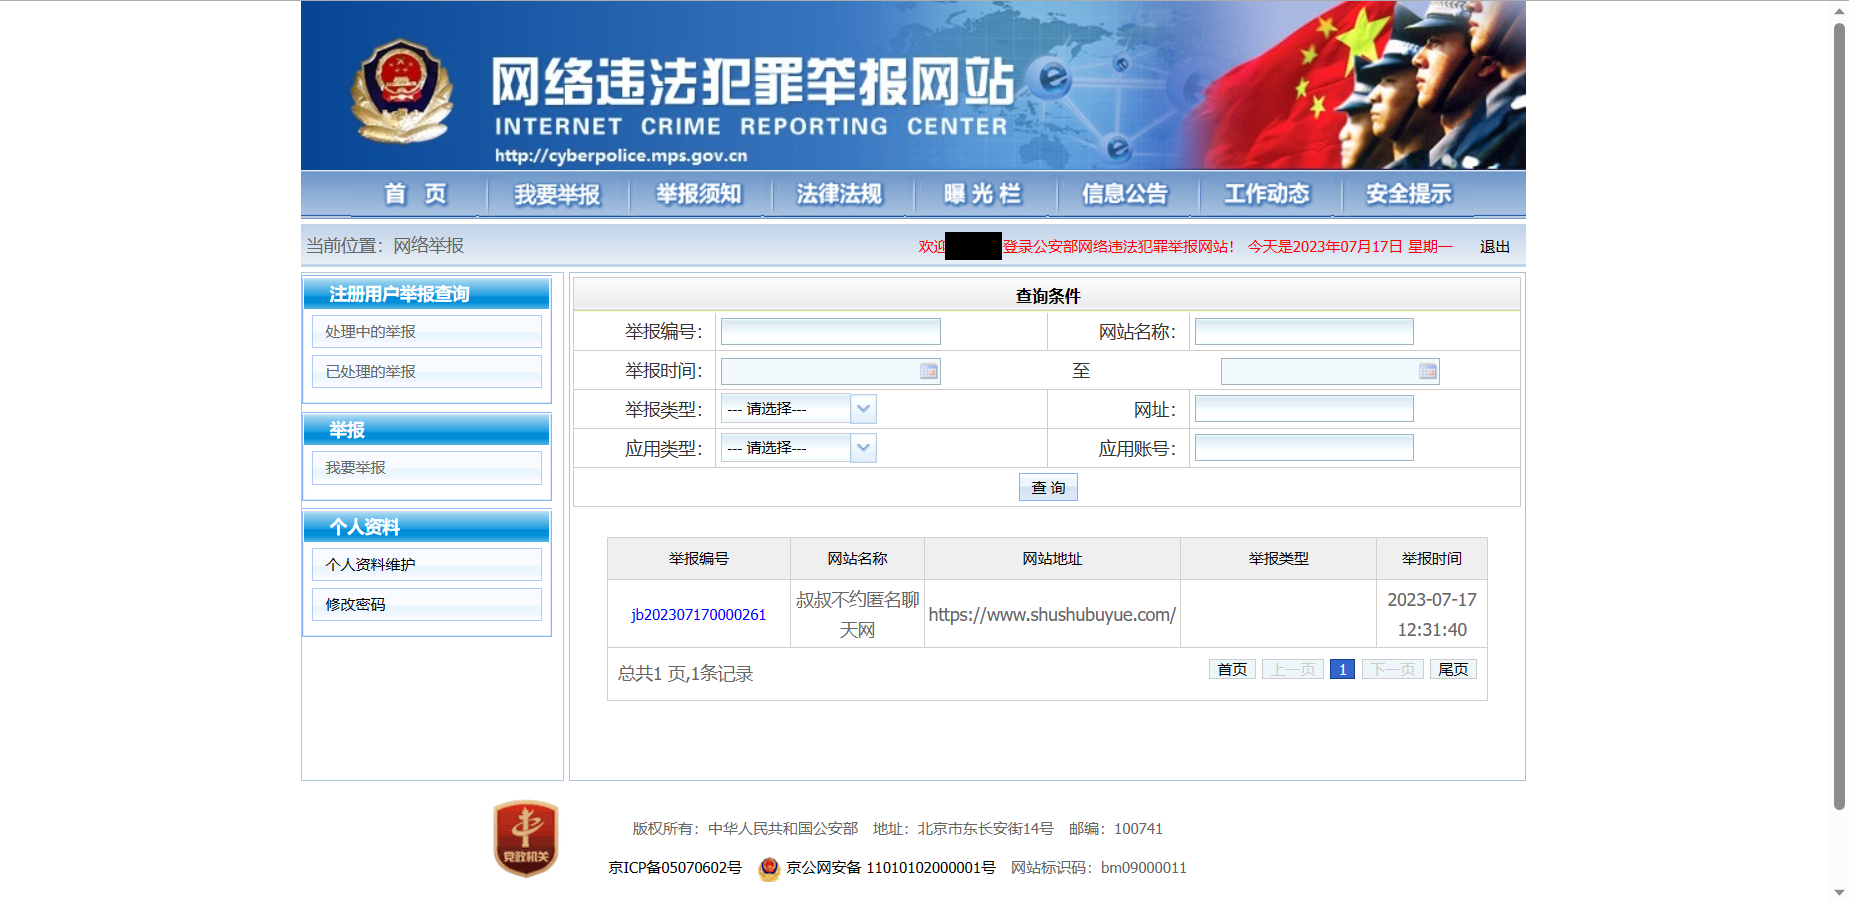 网络违法犯罪举报网站
INTERNET CRIME REPORTING CENTER
http://cyberpolice.mps.gov.cn
首 页 我要举报 举报须知 法律法规 曝光栏 信息公告 工作动态 安全提示
当前位置：网络举报 欢迎 登录公安部网络违法犯罪举报网站！ 今天是2023年07月17日 星期一 退出
注册用户举报查询
处理中的举报
已处理的举报
举报
我要举报
个人资料
个人资料维护
修改密码
查询条件
举报编号： 网站名称：
举报时间： 至
举报类型： --- 请选择--- 网址：
应用类型： --- 请选择--- 应用账号：
查 询
举报编号 网站名称 网站地址 举报类型 举报时间
jb202307170000261 叔叔不约匿名聊天网 https://www.shushubuyue.com/ 2023-07-17 12:31:40
总共1 页,1条记录 首页 上一页 1 下一页 尾页
党政机关
版权所有：中华人民共和国公安部 地址：北京市东长安街14号 邮编：100741
京ICP备05070602号 京公网安备 11010102000001号 网站标识码：bm09000011